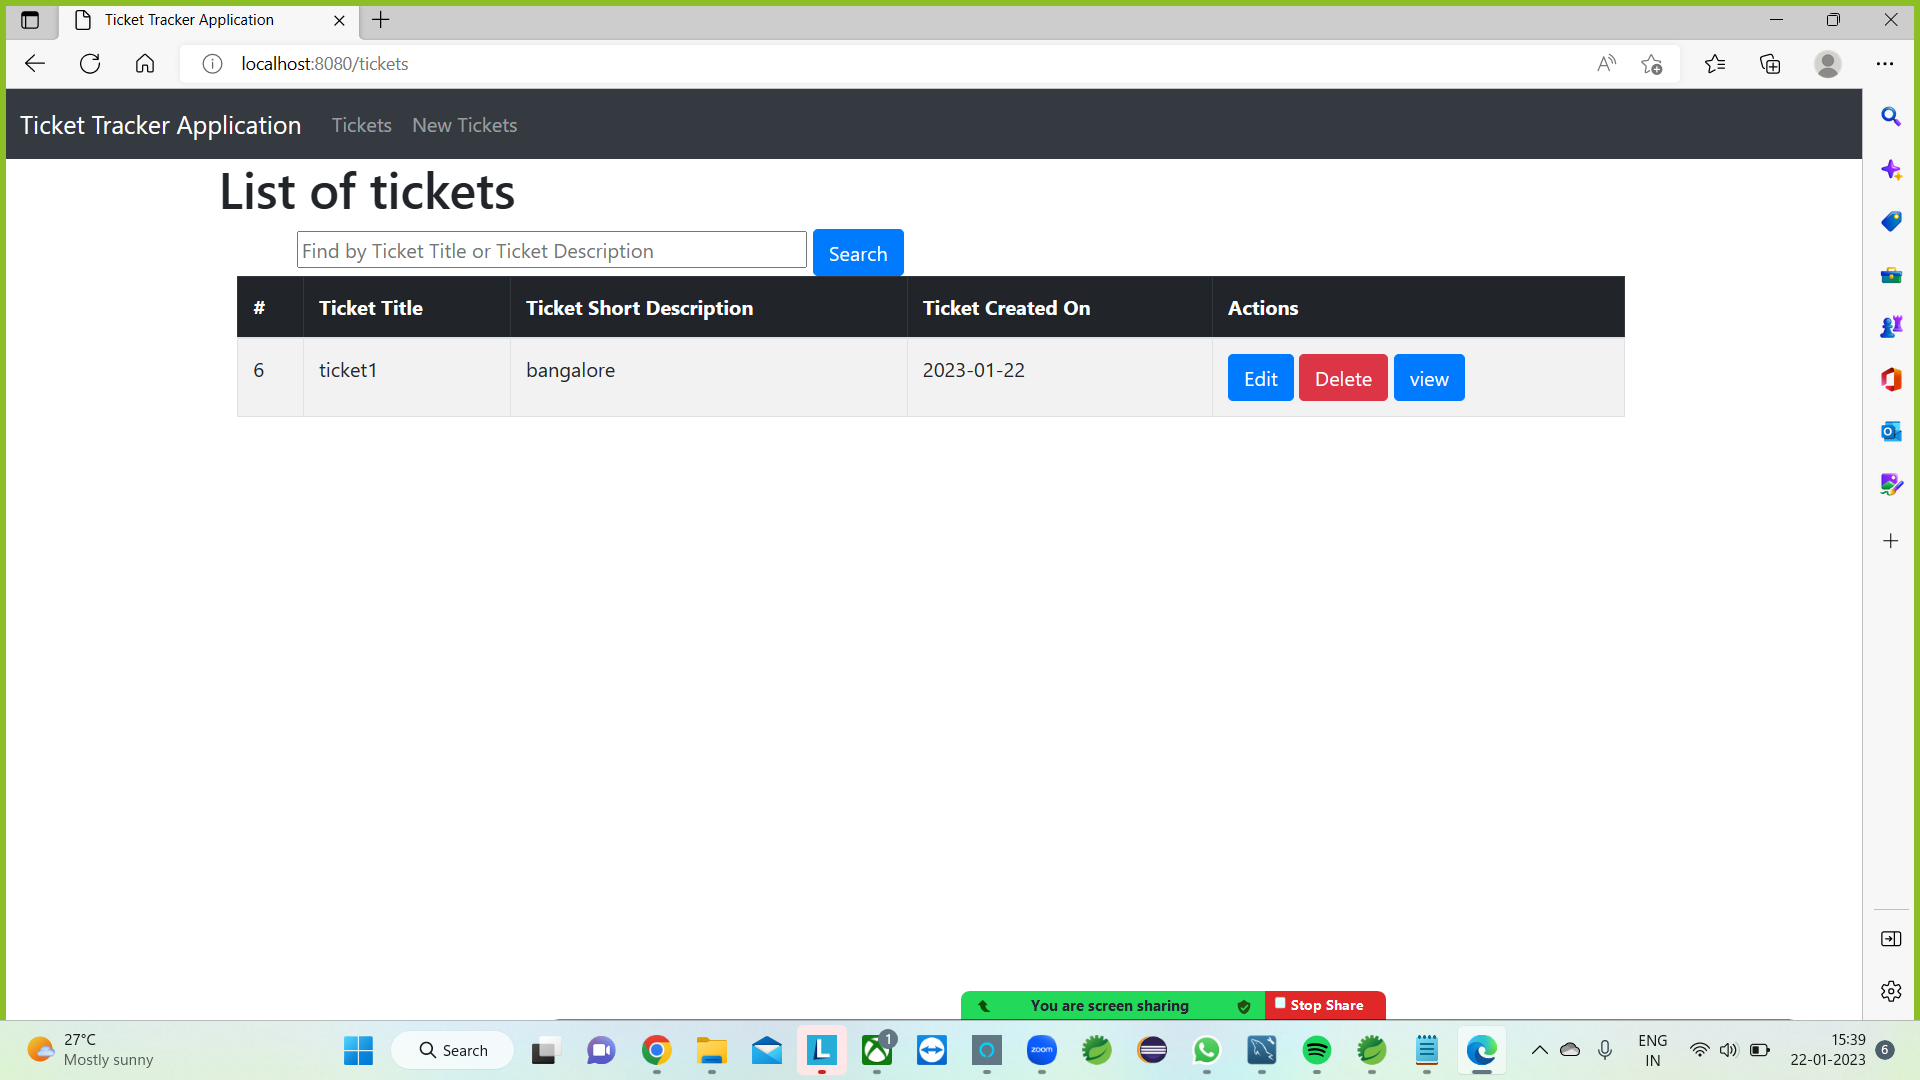 Ticket Tracker Application
localhost:8080/tickets
Ticket Tracker Application Tickets New Tickets
List of tickets
Find by Ticket Title or Ticket Description Search
# Ticket Title Ticket Short Description Ticket Created On Actions
6 ticket1 bangalore 2023-01-22 Edit Delete view
You are screen sharing Stop Share
27°C
Mostly sunny
Search
1
zoom
ENG
IN
15:39
22-01-2023
6